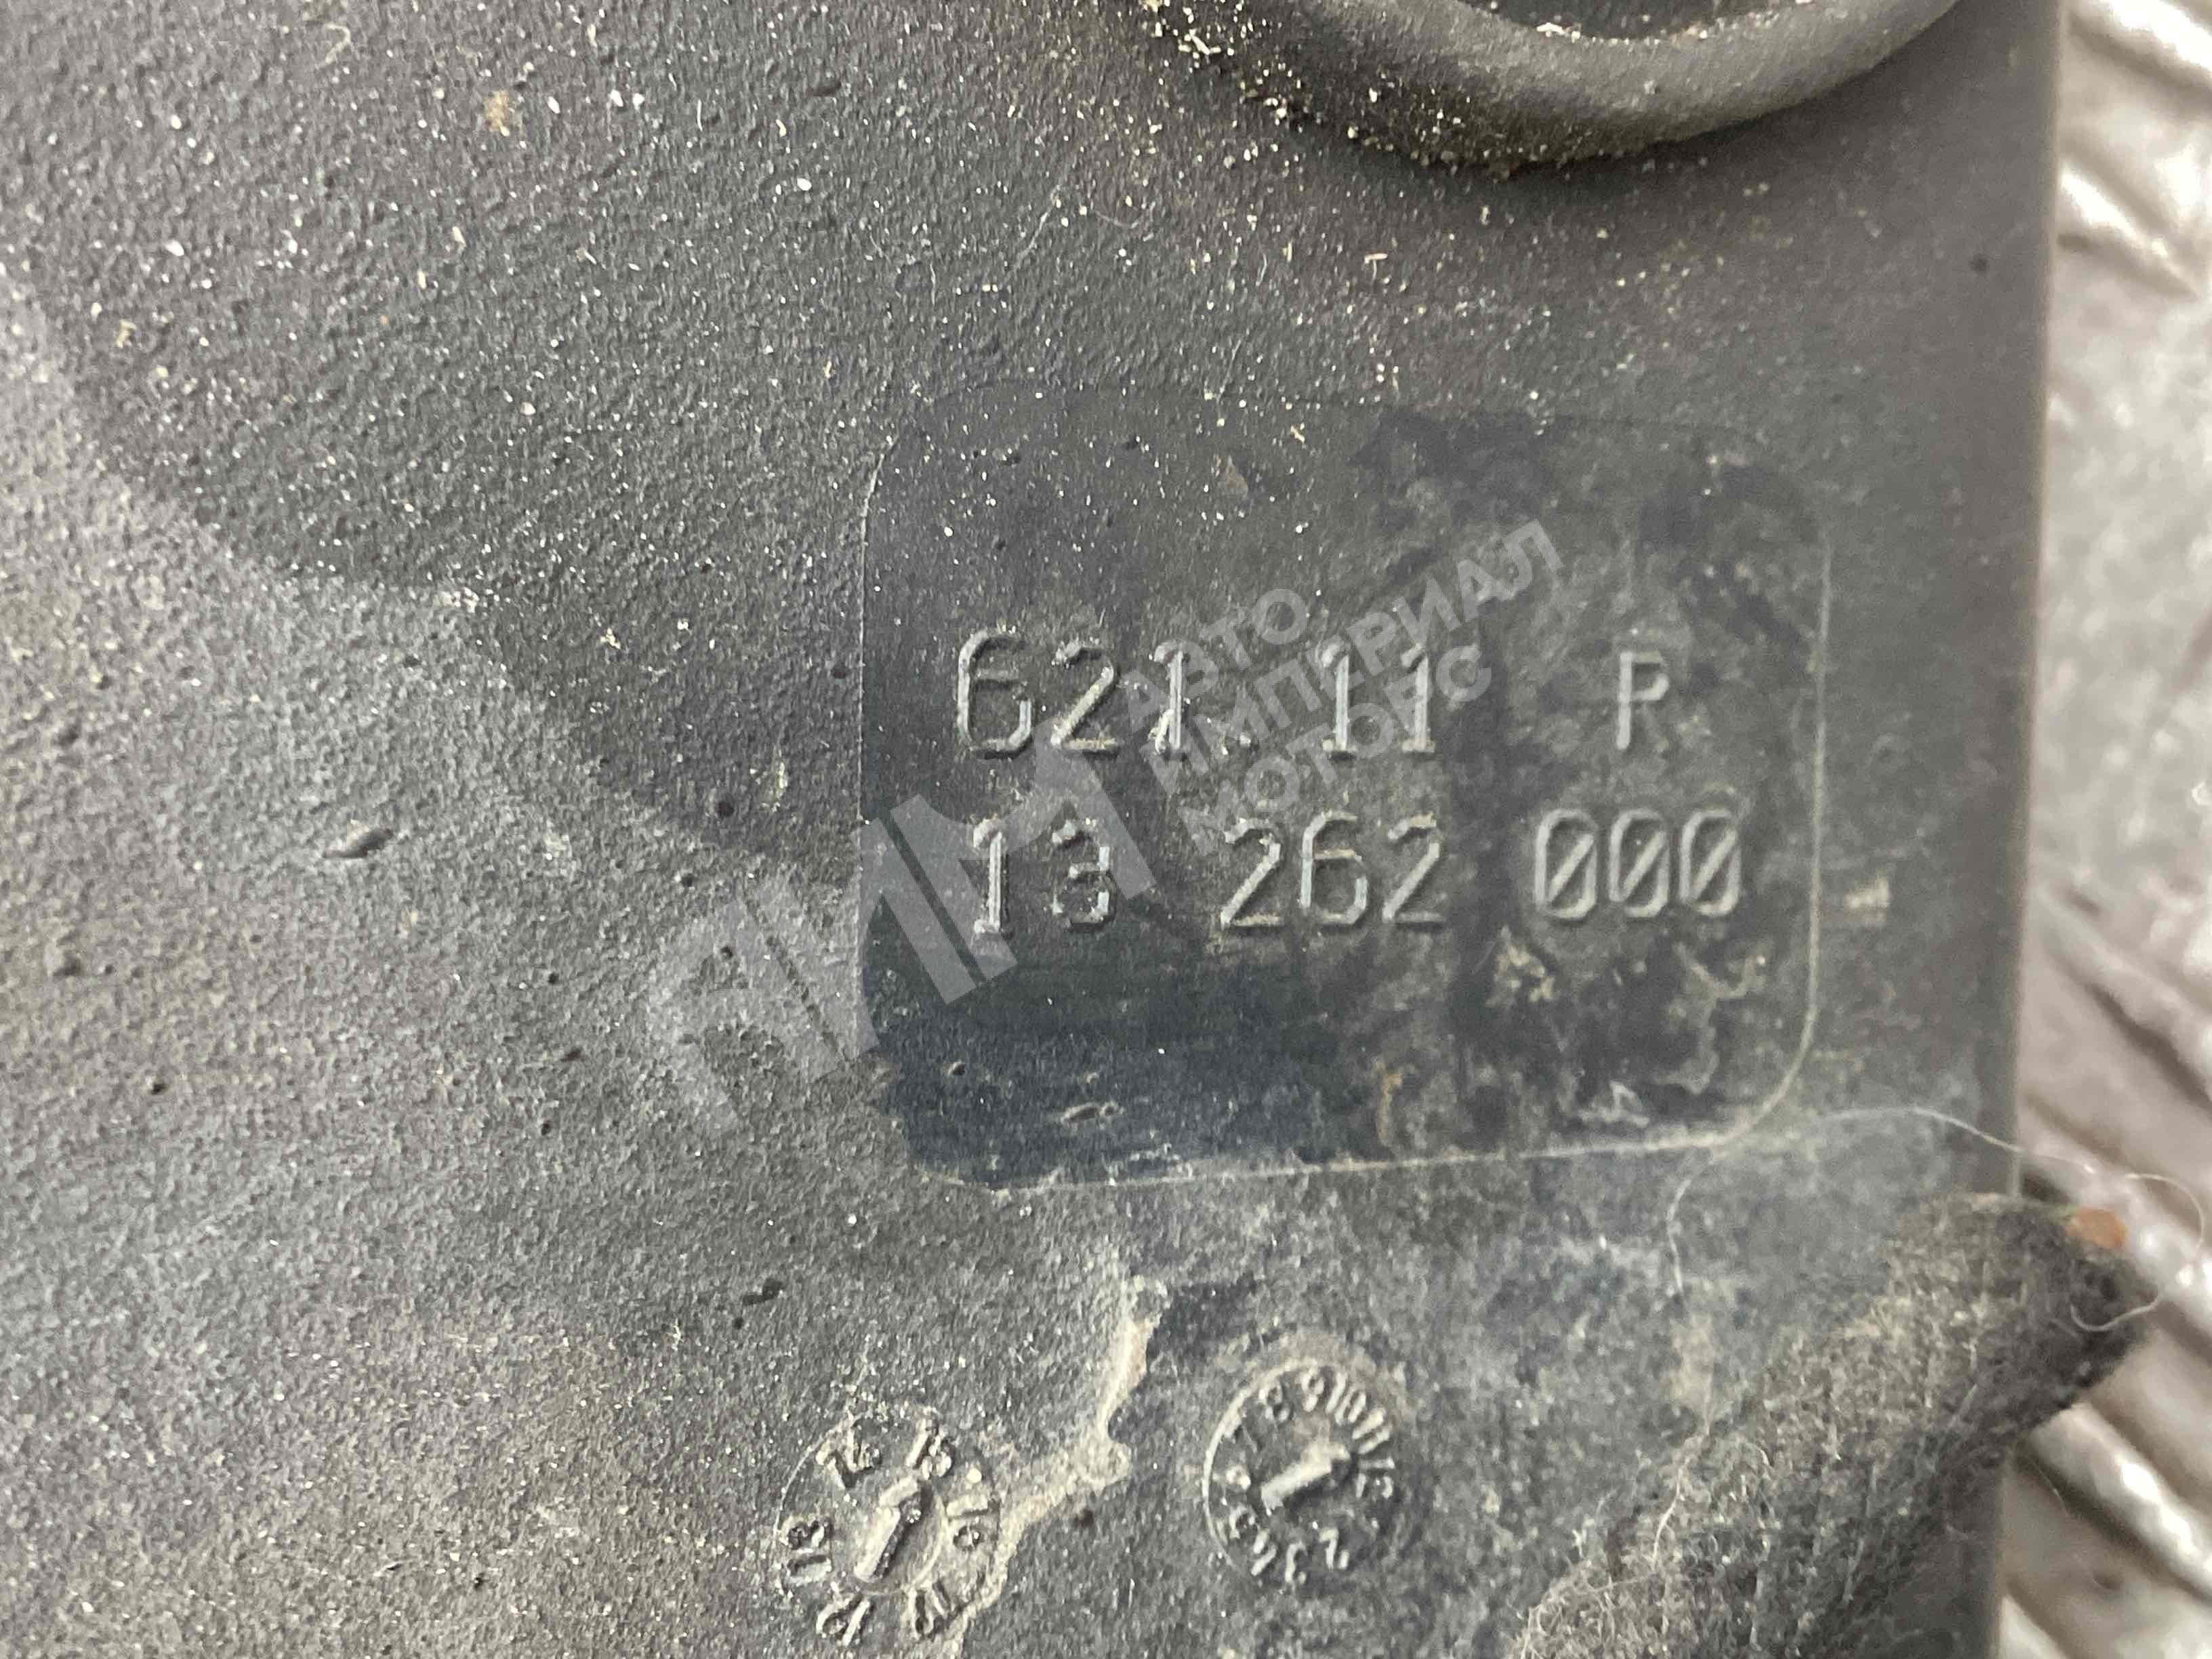 621.11 P
13 262 000
АВТО
ИМПЕРИАЛ
МОТОРС